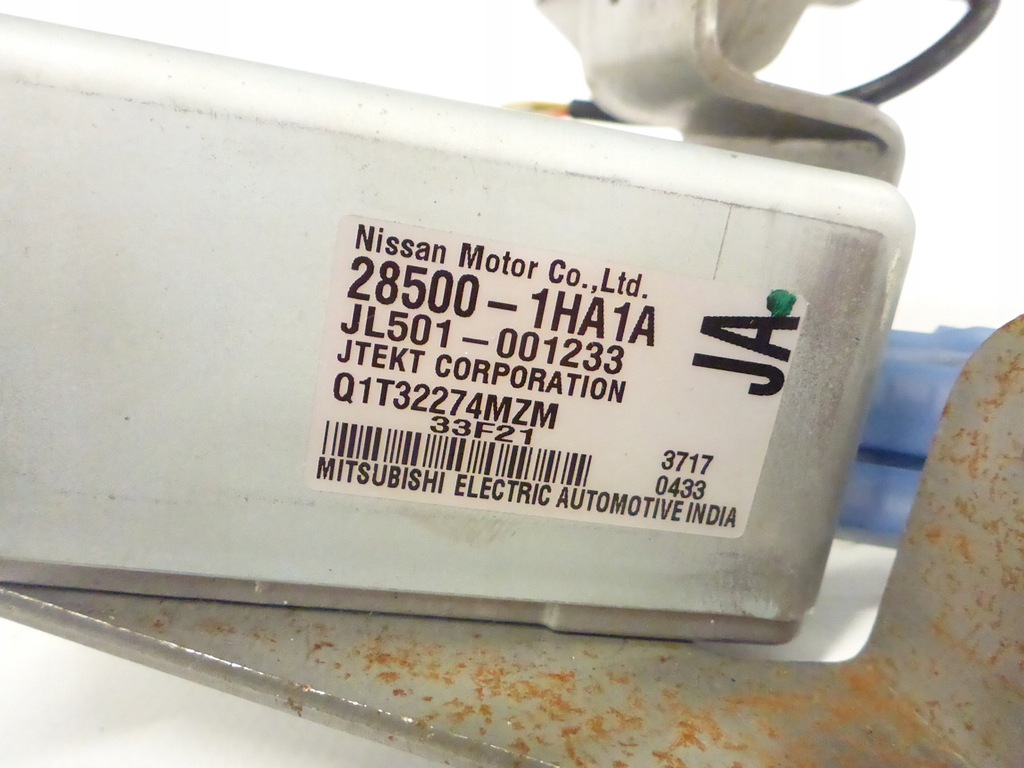 Nissan Motor Co.,Ltd.
28500-1HA1A
JL501-001233
JTEKT CORPORATION
Q1T32274MZM
33F21
MITSUBISHI ELECTRIC AUTOMOTIVE INDIA
3717
0433
JA